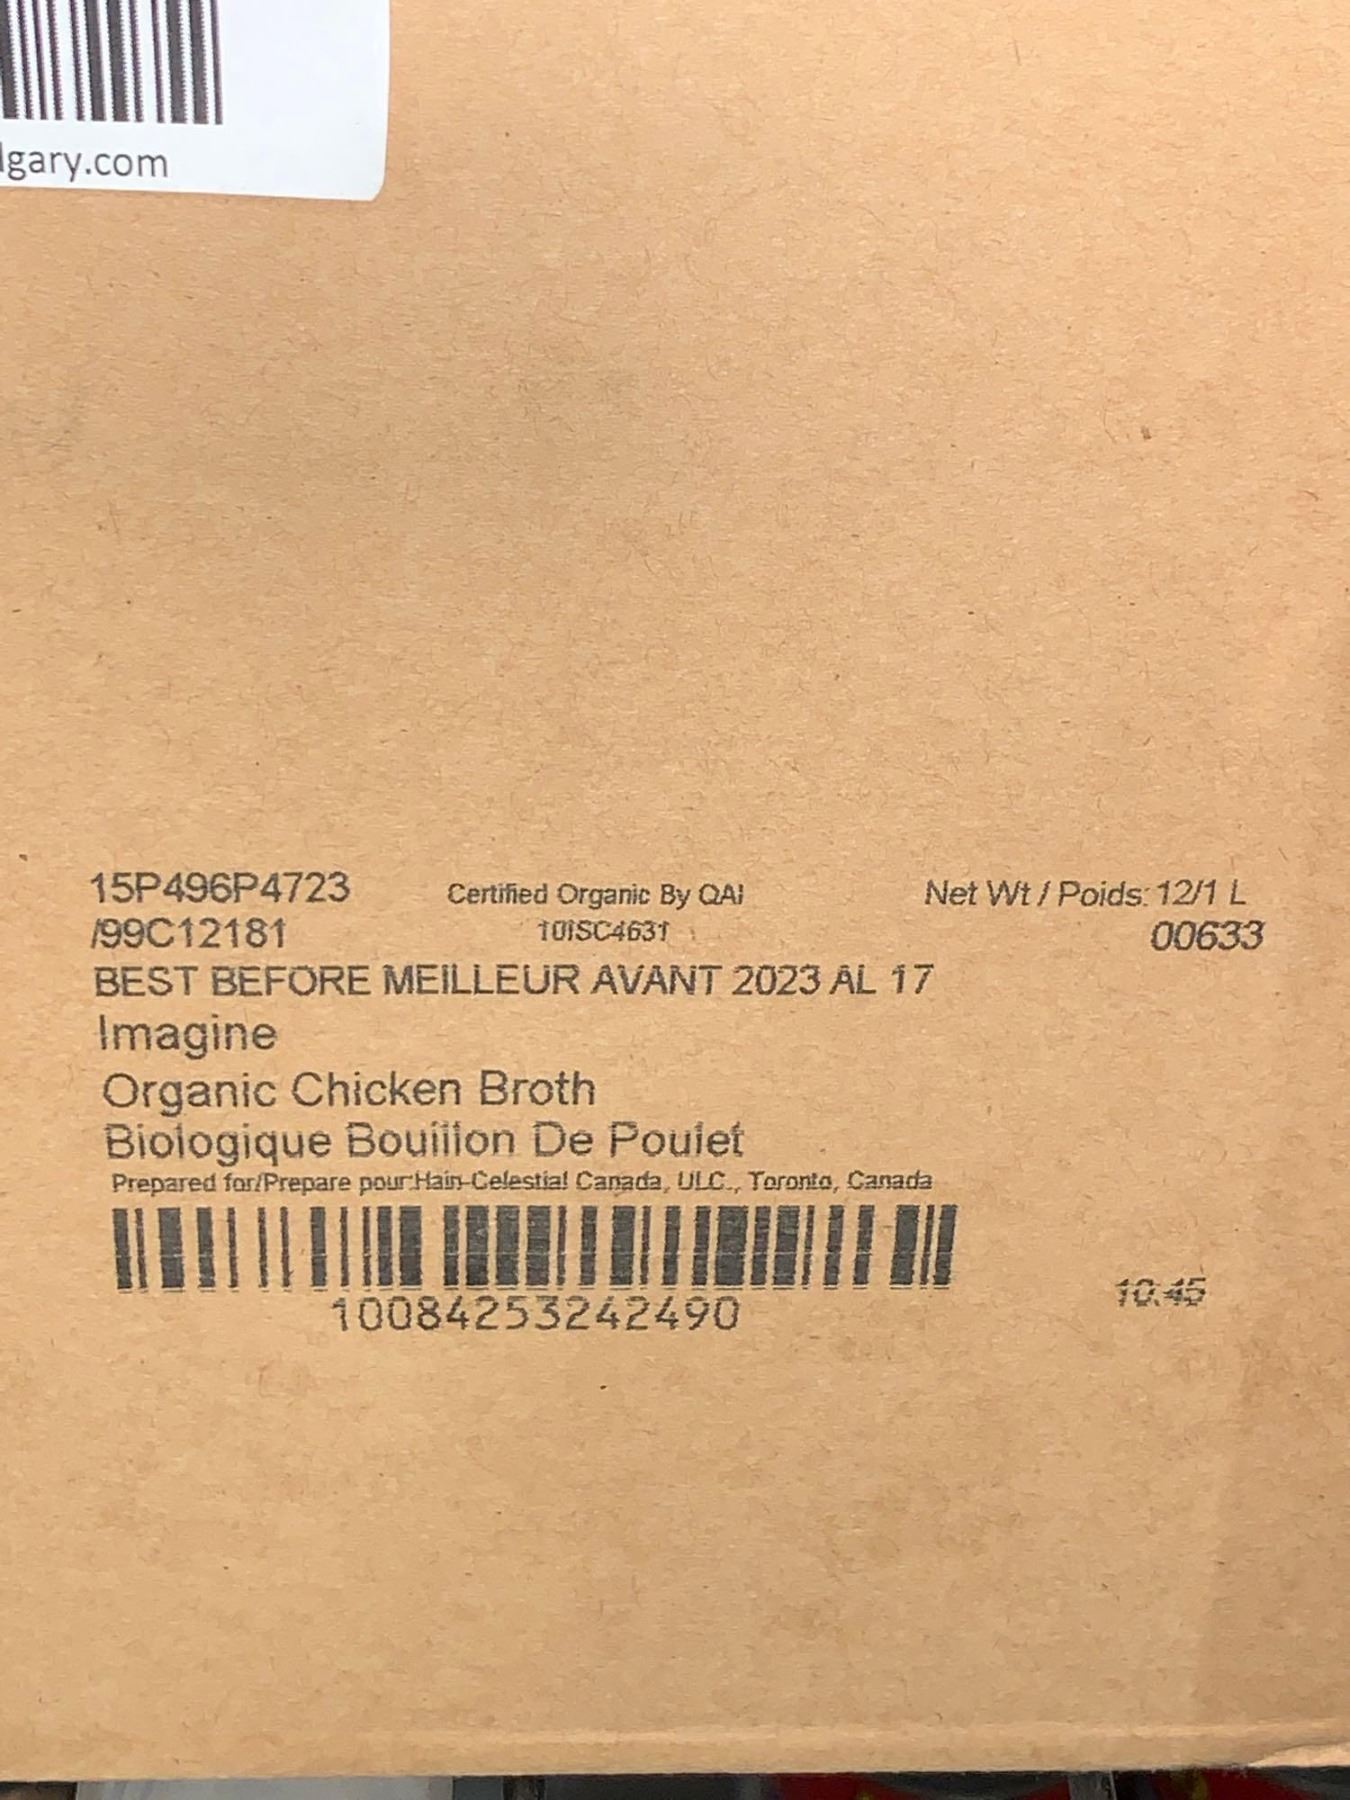 lgary.com
15P496P4723
Certified Organic By QAI
Net Wt / Poids: 12/1 L
/99C12181
101SC4631
00633
BEST BEFORE MEILLEUR AVANT 2023 AL 17
Imagine
Organic Chicken Broth
Biologique Bouillon De Poulet
Prepared for/Prepare pour:Hain-Celestial Canada, ULC., Toronto, Canada
10084253242490
10:45